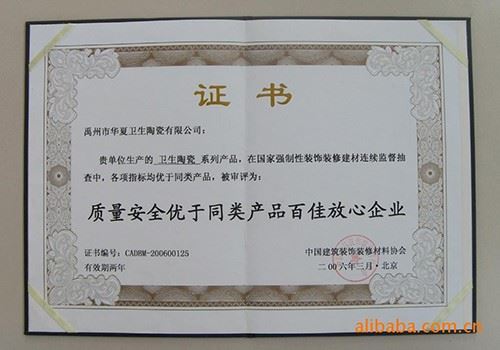 证书
禹州市华夏卫生陶瓷有限公司：
贵单位生产的 卫生陶瓷 系列产品，在国家强制性装饰装修建材连续监督抽
查中，各项指标均优于同类产品，被审评为：
质量安全优于同类产品百佳放心企业
证书编号：CADBM-200600125
有效期两年
中国建筑装饰装修材料协会
二00六年三月·北京
alibaba.com.cn